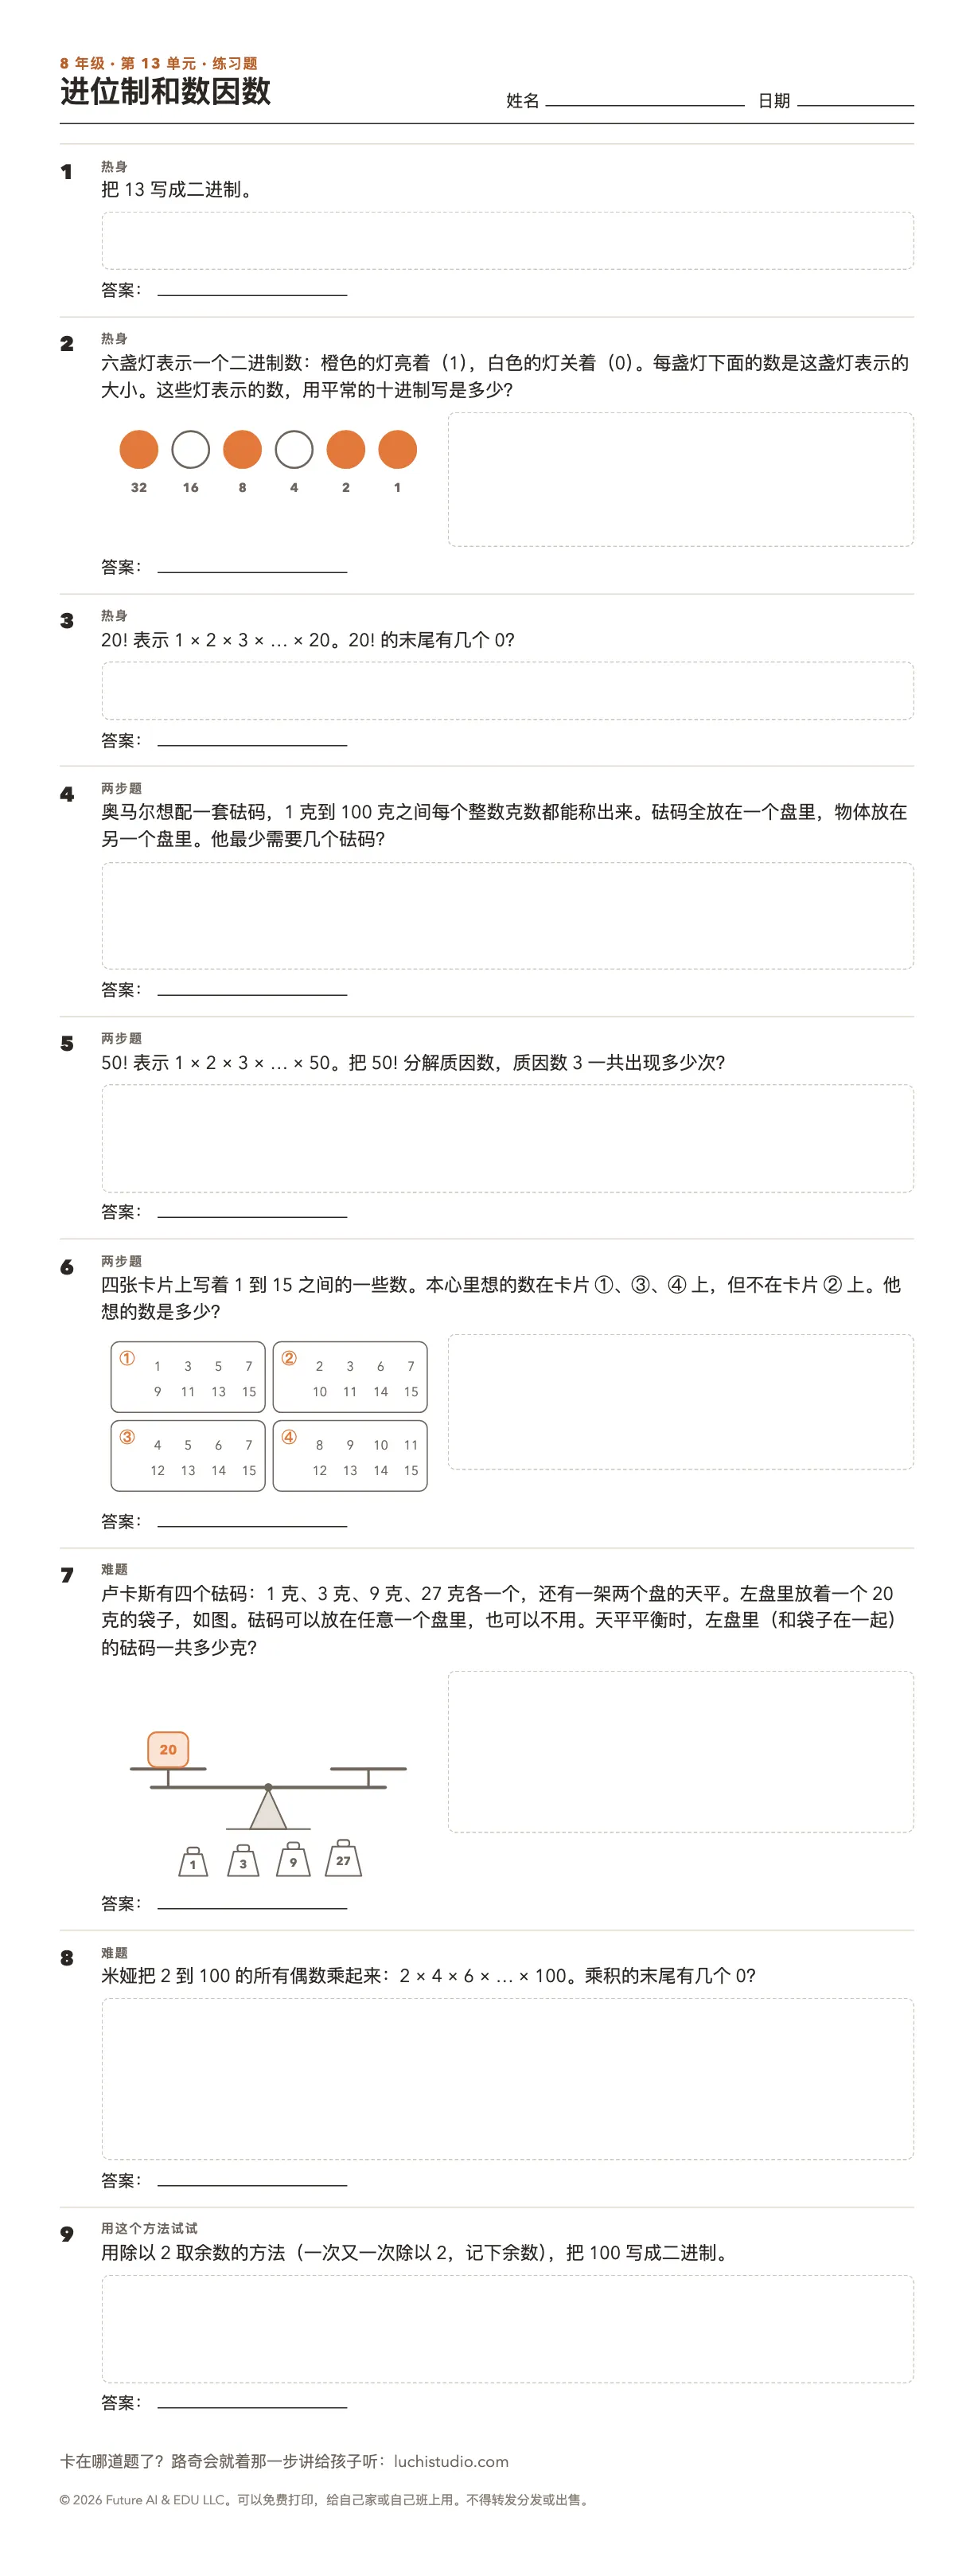 8 年级 · 第 13 单元 · 练习题
进位制和数因数
姓名 日期
1
热身
把 13 写成二进制。
答案：
2
热身
六盏灯表示一个二进制数：橙色的灯亮着（1），白色的灯关着（0）。每盏灯下面的数是这盏灯表示的
大小。这些灯表示的数，用平常的十进制写是多少？
32 16 8 4 2 1
答案：
3
热身
20! 表示 1 × 2 × 3 × … × 20。20! 的末尾有几个 0？
答案：
4
两步题
奥马尔想配一套砝码，1 克到 100 克之间每个整数克数都能称出来。砝码全放在一个盘里，物体放在
另一个盘里。他最少需要几个砝码？
答案：
5
两步题
50! 表示 1 × 2 × 3 × … × 50。把 50! 分解质因数，质因数 3 一共出现多少次？
答案：
6
两步题
四张卡片上写着 1 到 15 之间的一些数。本心里想的数在卡片 ①、③、④ 上，但不在卡片 ② 上。他
想的数是多少？
① 1 3 5 7
9 11 13 15
② 2 3 6 7
10 11 14 15
③ 4 5 6 7
12 13 14 15
④ 8 9 10 11
12 13 14 15
答案：
7
难题
卢卡斯有四个砝码：1 克、3 克、9 克、27 克各一个，还有一架两个盘的天平。左盘里放着一个 20
克的袋子，如图。砝码可以放在任意一个盘里，也可以不用。天平平衡时，左盘里（和袋子在一起）
的砝码一共多少克？
20
1 3 9 27
答案：
8
难题
米娅把 2 到 100 的所有偶数乘起来：2 × 4 × 6 × … × 100。乘积的末尾有几个 0？
答案：
9
用这个方法试试
用除以 2 取余数的方法（一次又一次除以 2，记下余数），把 100 写成二进制。
答案：
卡在哪道题了？路奇会就着那一步讲给孩子听：luchistudio.com
© 2026 Future AI & EDU LLC。可以免费打印，给自己家或自己班上用。不得转发分发或出售。